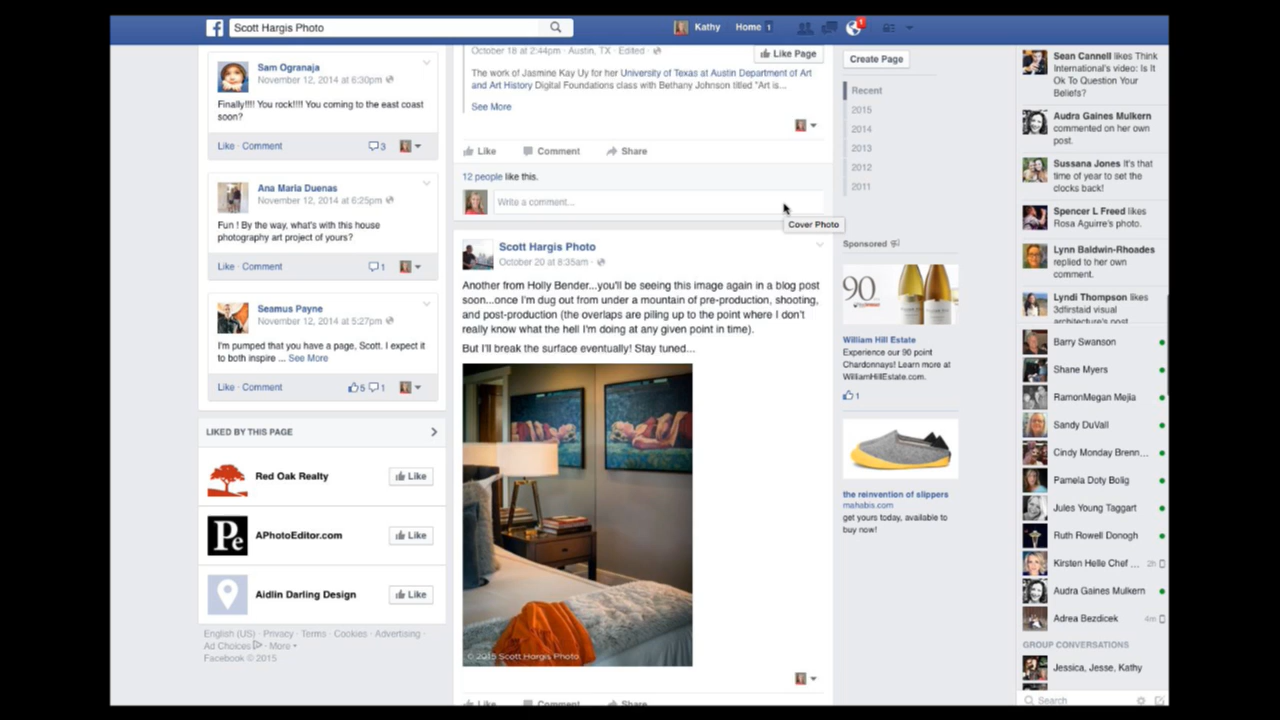 Scott Hargis Photo
Kathy
Home 1
1
Sam Ogranaja
November 12, 2014 at 6:30pm
Finally!!!! You rock!!!! You coming to the east coast
soon?
Like · Comment
3
Ana Maria Duenas
November 12, 2014 at 6:25pm
Fun ! By the way, what's with this house
photography art project of yours?
Like · Comment
1
Seamus Payne
November 12, 2014 at 5:27pm
I'm pumped that you have a page, Scott. I expect it
to both inspire ... See More
Like · Comment
5 1
LIKED BY THIS PAGE
Red Oak Realty
Like
Pe
APhotoEditor.com
Like
Aidlin Darling Design
Like
English (US) · Privacy · Terms · Cookies · Advertising ·
Ad Choices · More
Facebook © 2015
October 18 at 2:44pm · Austin, TX · Edited ·
Like Page
The work of Jasmine Kay Uy for her University of Texas at Austin Department of Art
and Art History Digital Foundations class with Bethany Johnson titled "Art is...
See More
Like Comment Share
12 people like this.
Write a comment...
Cover Photo
Scott Hargis Photo
October 20 at 8:35am ·
Another from Holly Bender...you'll be seeing this image again in a blog post
soon...once I'm dug out from under a mountain of pre-production, shooting,
and post-production (the overlaps are piling up to the point where I don't
really know what the hell I'm doing at any given point in time).
But I'll break the surface eventually! Stay tuned...
© 2015 Scott Hargis Photo
Like Comment Share
Create Page
Recent
2015
2014
2013
2012
2011
Sponsored
90
William Hill Estate
Experience our 90 point
Chardonnays! Learn more at
WilliamHillEstate.com.
1
the reinvention of slippers
mahabis.com
get yours today, available to
buy now!
Sean Cannell likes Think
International's video: Is It
Ok To Question Your
Beliefs?
Audra Gaines Mulkern
commented on her own
post.
Sussana Jones It's that
time of year to set the
clocks back!
Spencer L Freed likes
Rosa Aguirre's photo.
Lynn Baldwin-Rhoades
replied to her own
comment.
Lyndi Thompson likes
3dfirstaid visual
architecture's post
Barry Swanson
Shane Myers
RamonMegan Mejia
Sandy DuVall
Cindy Monday Brenn...
Pamela Doty Bolig
Jules Young Taggart
Ruth Rowell Donogh
Kirsten Helle Chef ... 2h
Audra Gaines Mulkern
Adrea Bezdicek 4m
GROUP CONVERSATIONS
Jessica, Jesse, Kathy
Search